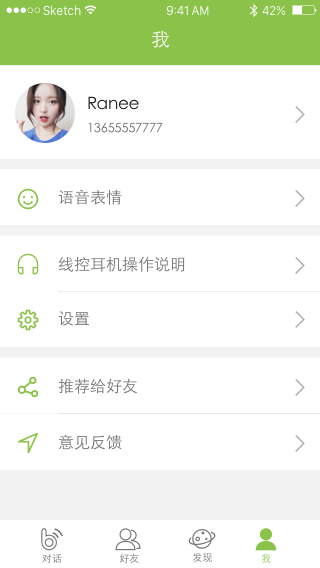 Sketch 9:41 AM 42%
我
Ranee
13655557777
语音表情
线控耳机操作说明
设置
推荐给好友
意见反馈
对话 好友 发现 我